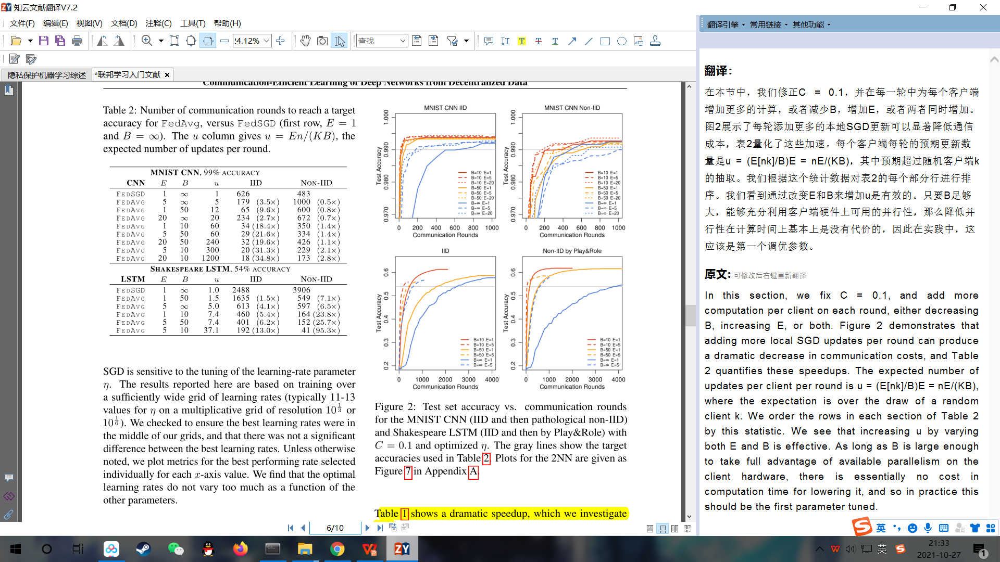 知云文献翻译V7.2
文件(F) 编辑(E) 视图(V) 文档(D) 注释(C) 工具(T) 帮助(H)
24.12%
查找
隐私保护机器学习综述 *联邦学习入门文献
Communication-Efficient Learning of Deep Networks from Decentralized Data
Table 2: Number of communication rounds to reach a target
accuracy for FedAvg, versus FedSGD (first row, E = 1
and B = ∞). The u column gives u = En/(KB), the
expected number of updates per round.
MNIST CNN, 99% ACCURACY
CNN E B u IID NON-IID
FEDSGD 1 ∞ 1 626 483
FEDAVG 5 ∞ 5 179 (3.5×) 1000 (0.5×)
FEDAVG 1 50 12 65 (9.6×) 600 (0.8×)
FEDAVG 20 ∞ 20 234 (2.7×) 672 (0.7×)
FEDAVG 1 10 60 34 (18.4×) 350 (1.4×)
FEDAVG 5 50 60 29 (21.6×) 334 (1.4×)
FEDAVG 20 50 240 32 (19.6×) 426 (1.1×)
FEDAVG 5 10 300 20 (31.3×) 229 (2.1×)
FEDAVG 20 10 1200 18 (34.8×) 173 (2.8×)
SHAKESPEARE LSTM, 54% ACCURACY
LSTM E B u IID NON-IID
FEDSGD 1 ∞ 1.0 2488 3906
FEDAVG 1 50 1.5 1635 (1.5×) 549 (7.1×)
FEDAVG 5 ∞ 5.0 613 (4.1×) 597 (6.5×)
FEDAVG 1 10 7.4 460 (5.4×) 164 (23.8×)
FEDAVG 5 50 7.4 401 (6.2×) 152 (25.7×)
FEDAVG 5 10 37.1 192 (13.0×) 41 (95.3×)
SGD is sensitive to the tuning of the learning-rate parameter
η. The results reported here are based on training over
a sufficiently wide grid of learning rates (typically 11-13
values for η on a multiplicative grid of resolution 10^1/3 or
10^1/6). We checked to ensure the best learning rates were in
the middle of our grids, and that there was not a significant
difference between the best learning rates. Unless otherwise
noted, we plot metrics for the best performing rate selected
individually for each x-axis value. We find that the optimal
learning rates do not vary too much as a function of the
other parameters.
MNIST CNN IID
Test Accuracy
1.000
0.990
0.980
0.970
B=10 E=1
B=10 E=5
B=10 E=20
B=50 E=1
B=50 E=5
B=50 E=20
B=∞ E=1
B=∞ E=5
B=∞ E=20
0 200 400 600 800 1000
Communication Rounds
MNIST CNN Non-IID
Test Accuracy
1.000
0.990
0.980
0.970
B=10 E=1
B=10 E=5
B=10 E=20
B=50 E=1
B=50 E=5
B=50 E=20
B=∞ E=1
B=∞ E=5
B=∞ E=20
0 200 400 600 800 1000
Communication Rounds
IID
Test Accuracy
0.6
0.5
0.4
0.3
0.2
B=10 E=1
B=10 E=5
B=50 E=1
B=50 E=5
B=∞ E=1
B=∞ E=5
0 1000 2000 3000 4000
Communication Rounds
Non-IID by Play&Role
Test Accuracy
0.6
0.5
0.4
0.3
0.2
B=10 E=1
B=10 E=5
B=50 E=1
B=50 E=5
B=∞ E=1
B=∞ E=5
0 1000 2000 3000 4000
Communication Rounds
Figure 2: Test set accuracy vs. communication rounds
for the MNIST CNN (IID and then pathological non-IID)
and Shakespeare LSTM (IID and then by Play&Role) with
C = 0.1 and optimized η. The gray lines show the target
accuracies used in Table 2. Plots for the 2NN are given as
Figure 7 in Appendix A.
Table 1 shows a dramatic speedup, which we investigate
6/10
翻译引擎 常用链接 其他功能
翻译：
在本节中，我们修正C = 0.1，并在每一轮中为每个客户端
增加更多的计算，或者减少B，增加E，或者两者同时增加。
图2展示了每轮添加更多的本地SGD更新可以显著降低通信
成本，表2量化了这些加速。每个客户端每轮的预期更新数
量是u = (E[nk]/B)E = nE/(KB)，其中预期超过随机客户端k
的抽取。我们根据这个统计数据对表2的每个部分行进行排
序。我们看到通过改变E和B来增加u是有效的。只要B足够
大，能够充分利用客户端硬件上可用的并行性，那么降低并
行性在计算时间上基本上是没有代价的，因此在实践中，这
应该是第一个调优参数。
原文: 可修改后右键重新翻译
In this section, we fix C = 0.1, and add more
computation per client on each round, either decreasing
B, increasing E, or both. Figure 2 demonstrates that
adding more local SGD updates per round can produce
a dramatic decrease in communication costs, and Table
2 quantifies these speedups. The expected number of
updates per client per round is u = (E[nk]/B)E = nE/(KB),
where the expectation is over the draw of a random
client k. We order the rows in each section of Table 2
by this statistic. We see that increasing u by varying
both E and B is effective. As long as B is large enough
to take full advantage of available parallelism on the
client hardware, there is essentially no cost in
computation time for lowering it, and so in practice this
should be the first parameter tuned.
英
英
21:33
2021-10-27
1